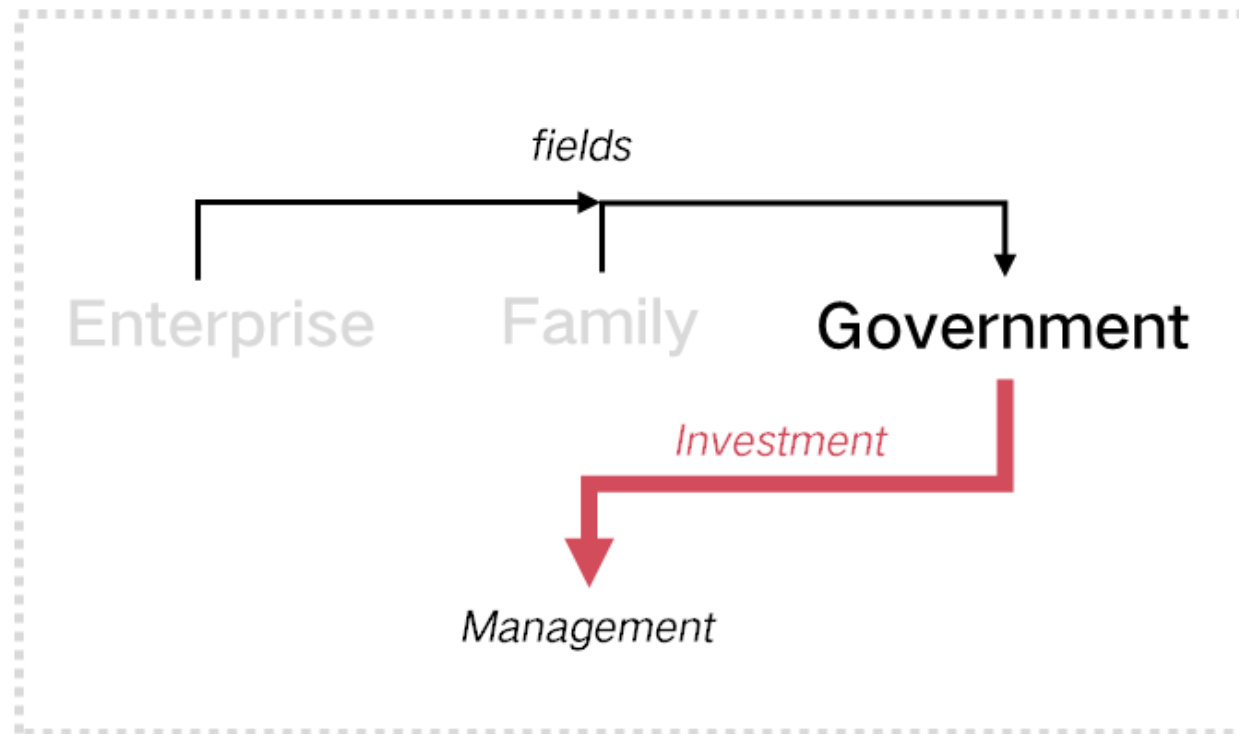 fields
Enterprise
Family
Government
Investment
Management